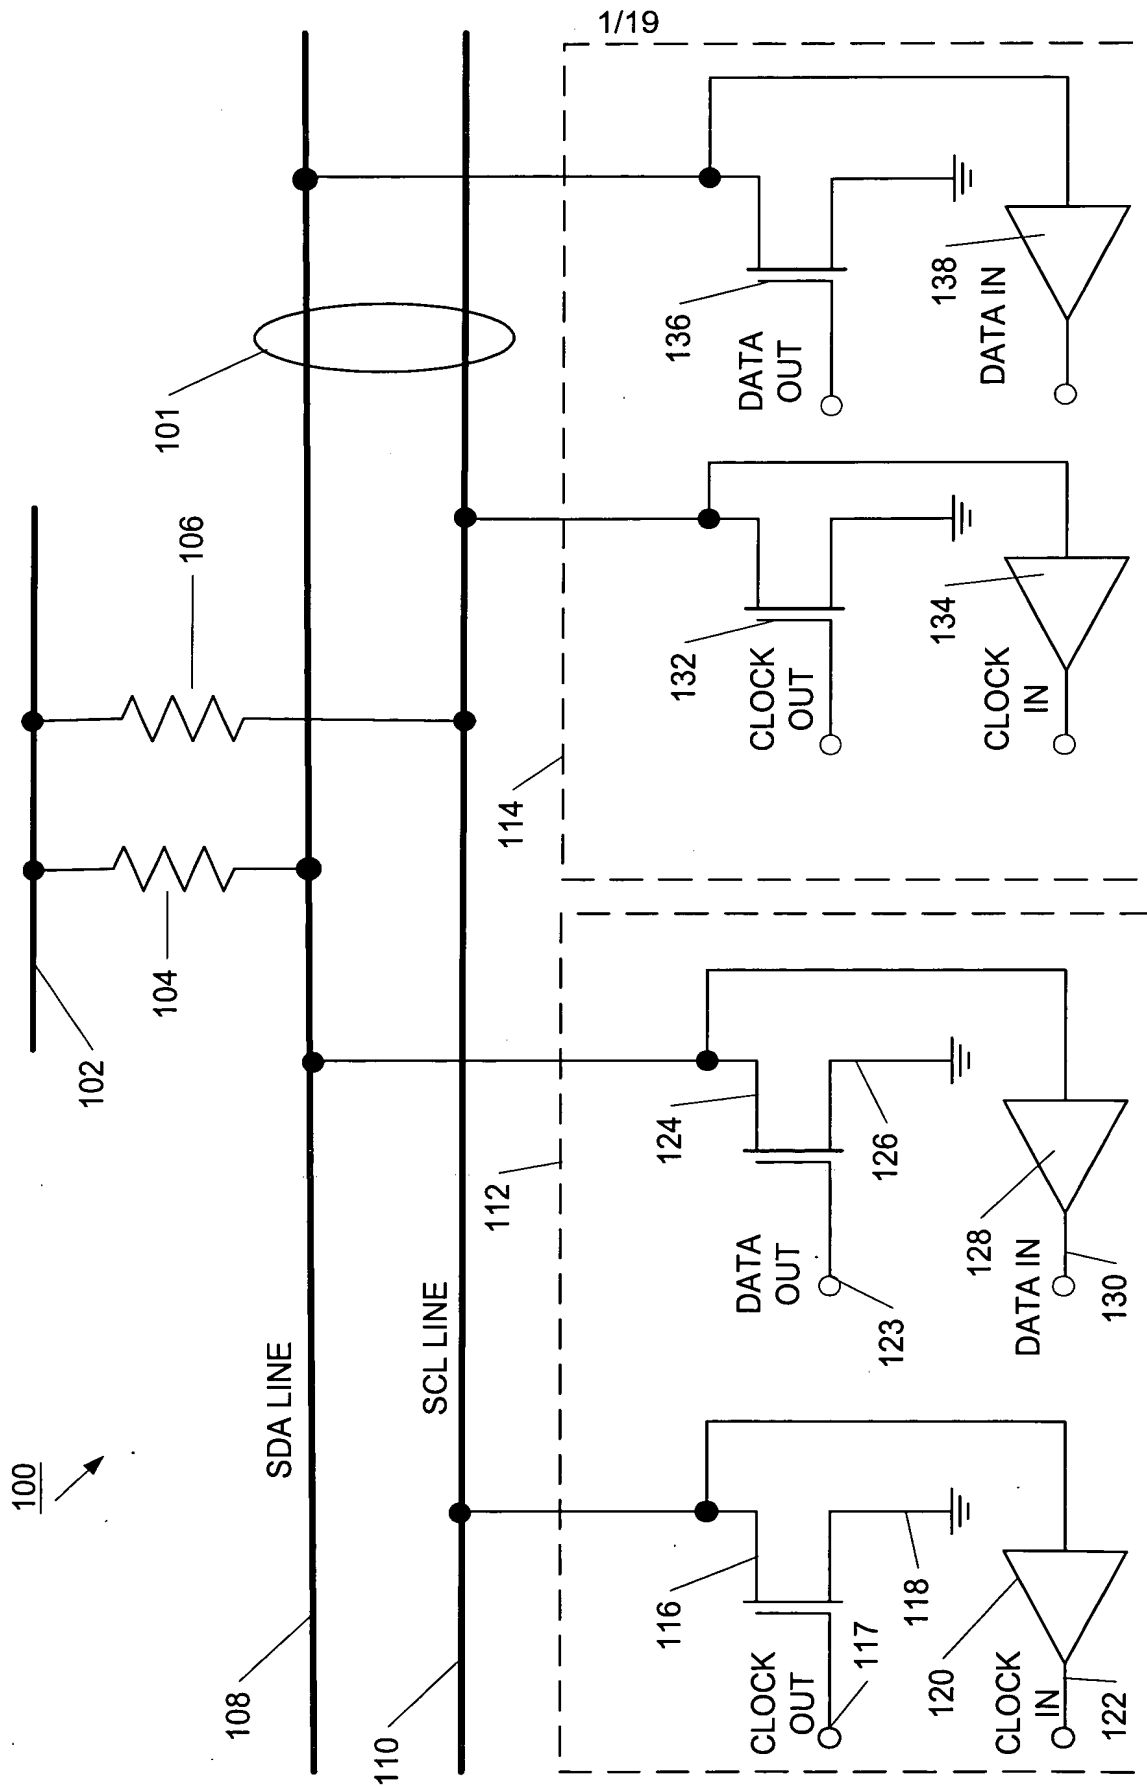 1/19
100
102
104
106
101
108
SDA LINE
110
SCL LINE
112
114
116
CLOCK
OUT
117
118
120
CLOCK
IN
122
124
DATA
OUT
123
126
128
DATA IN
130
132
CLOCK
OUT
134
CLOCK
IN
136
DATA
OUT
138
DATA IN